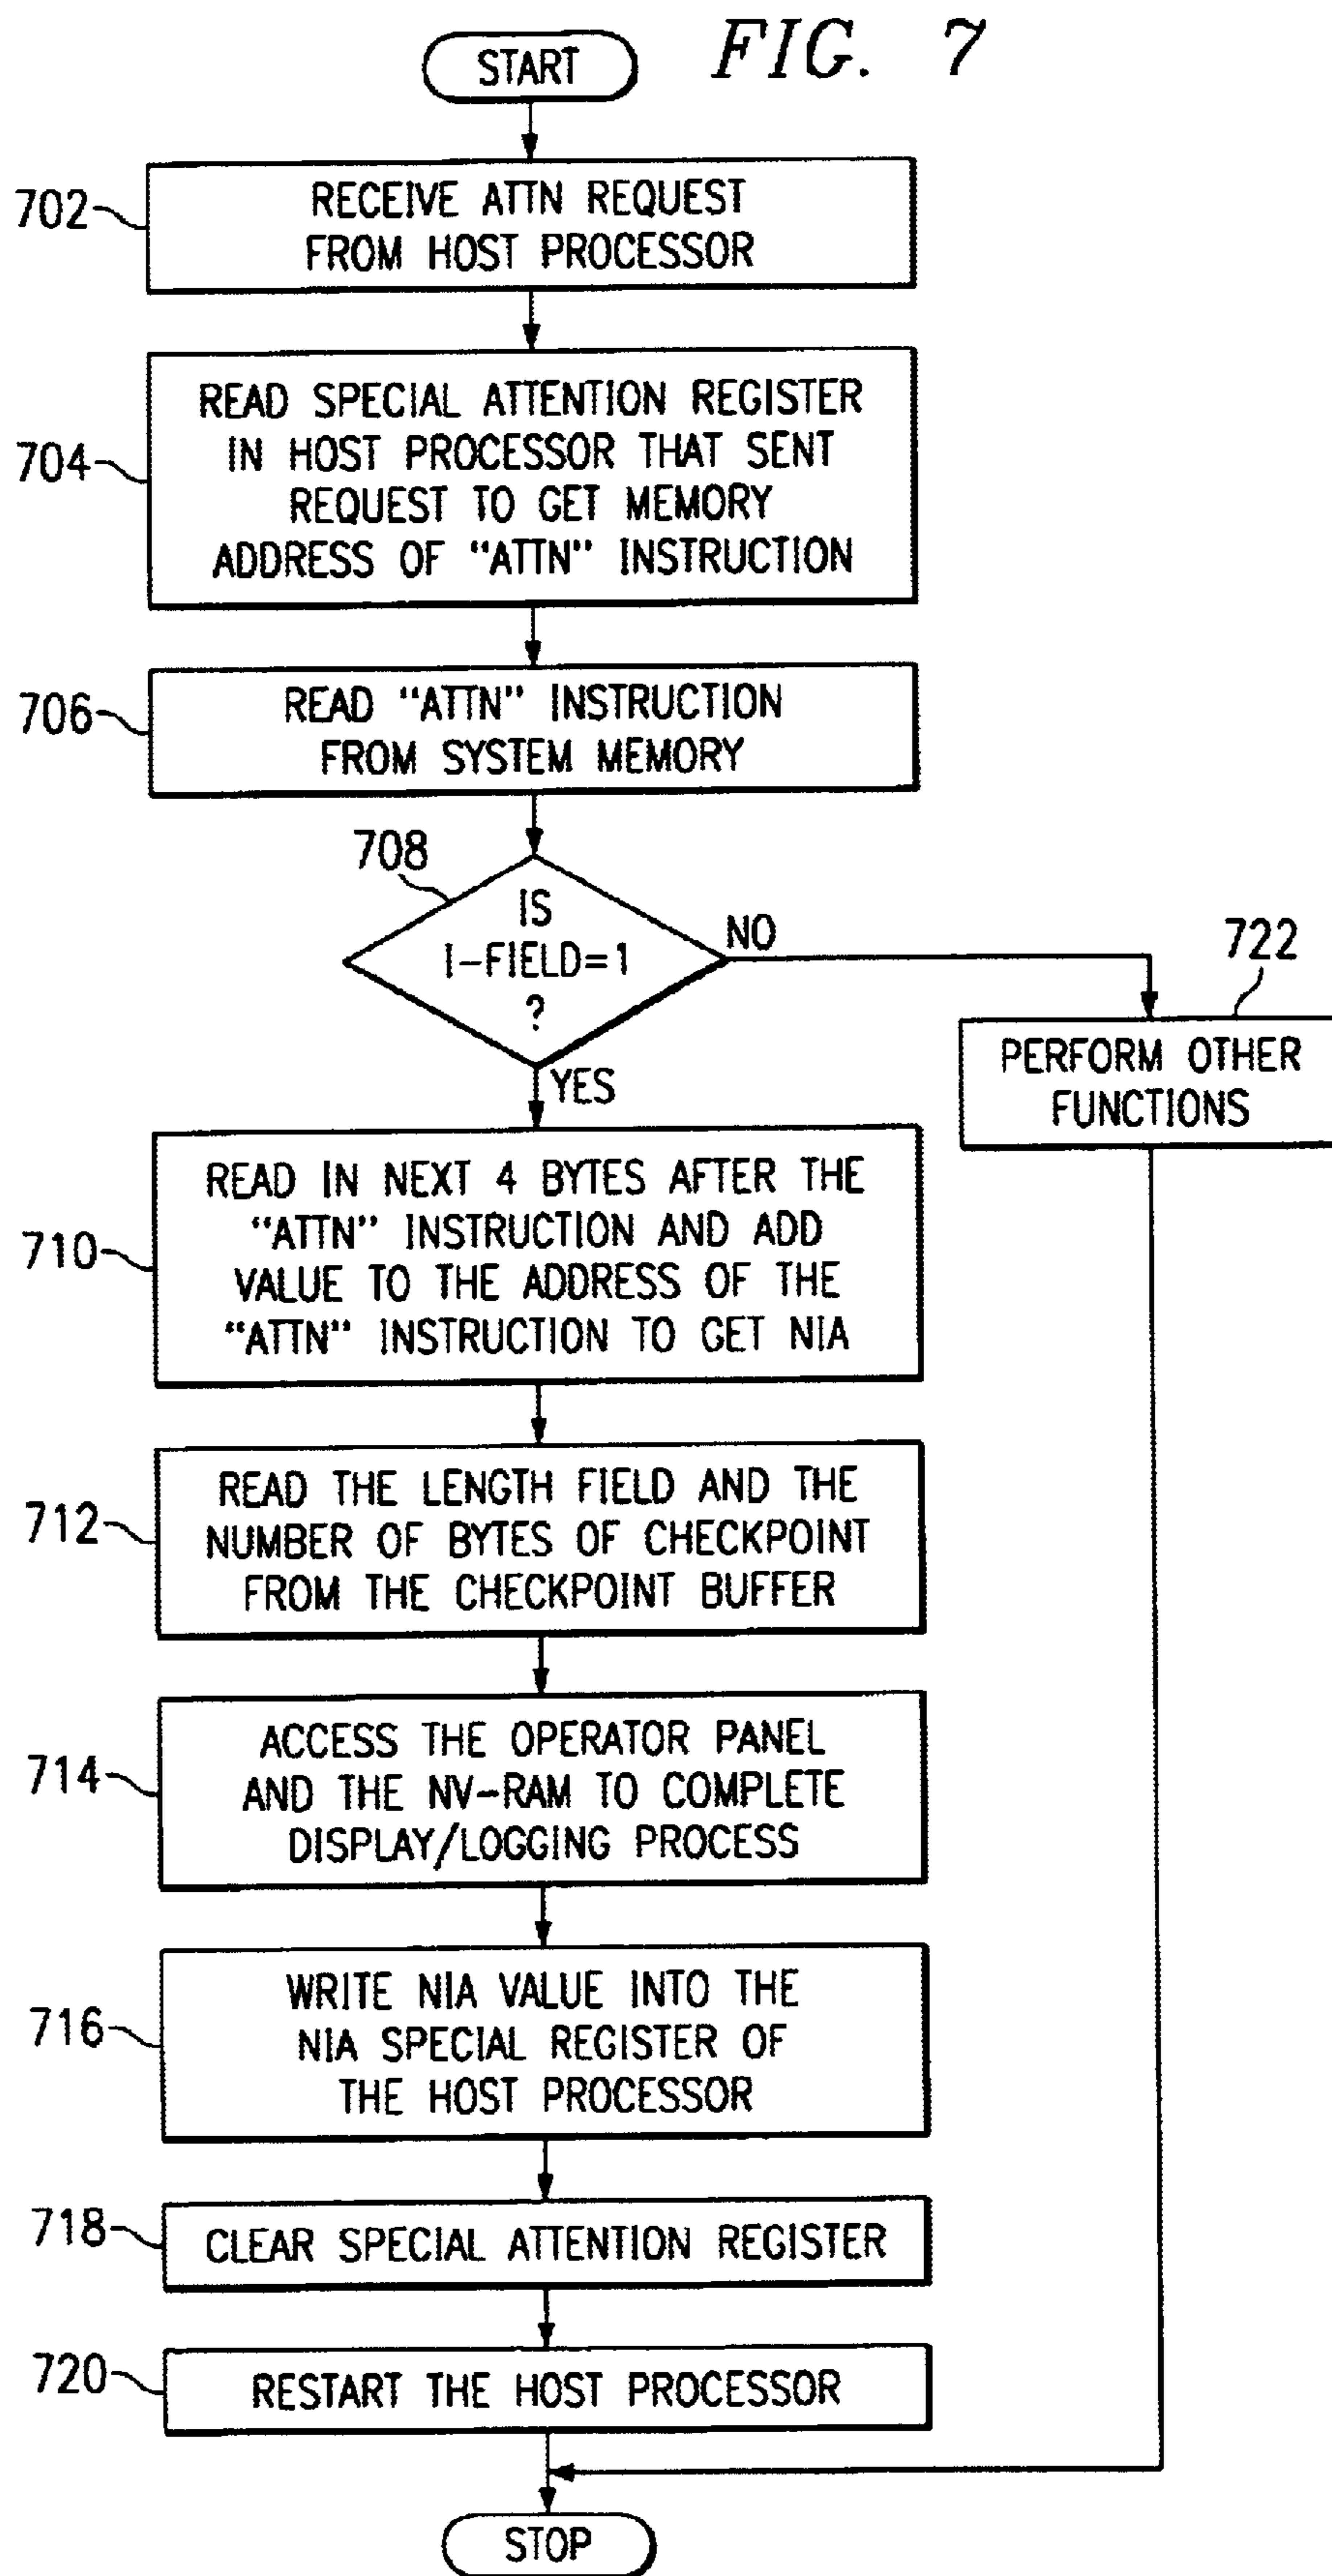 FIG. 7
START
702
RECEIVE ATTN REQUEST
FROM HOST PROCESSOR
704
READ SPECIAL ATTENTION REGISTER
IN HOST PROCESSOR THAT SENT
REQUEST TO GET MEMORY
ADDRESS OF "ATTN" INSTRUCTION
706
READ "ATTN" INSTRUCTION
FROM SYSTEM MEMORY
708
IS
I-FIELD=1
?
NO
YES
722
PERFORM OTHER
FUNCTIONS
710
READ IN NEXT 4 BYTES AFTER THE
"ATTN" INSTRUCTION AND ADD
VALUE TO THE ADDRESS OF THE
"ATTN" INSTRUCTION TO GET NIA
712
READ THE LENGTH FIELD AND THE
NUMBER OF BYTES OF CHECKPOINT
FROM THE CHECKPOINT BUFFER
714
ACCESS THE OPERATOR PANEL
AND THE NV-RAM TO COMPLETE
DISPLAY/LOGGING PROCESS
716
WRITE NIA VALUE INTO THE
NIA SPECIAL REGISTER OF
THE HOST PROCESSOR
718
CLEAR SPECIAL ATTENTION REGISTER
720
RESTART THE HOST PROCESSOR
STOP